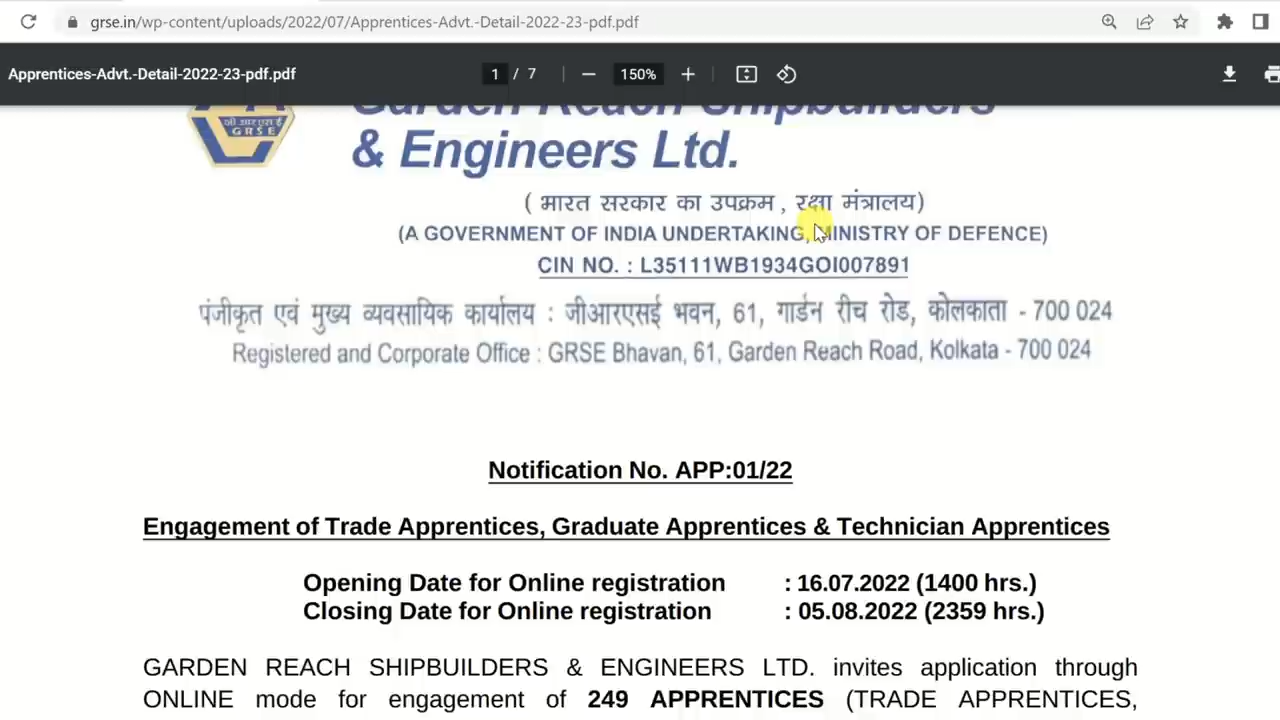 grse.in/wp-content/uploads/2022/07/Apprentices-Advt.-Detail-2022-23-pdf.pdf
Apprentices-Advt.-Detail-2022-23-pdf.pdf 1 / 7 150%
Garden Reach Shipbuilders
& Engineers Ltd.
जी आर एस ई
GRSE
( भारत सरकार का उपक्रम , रक्षा मंत्रालय)
(A GOVERNMENT OF INDIA UNDERTAKING, MINISTRY OF DEFENCE)
CIN NO. : L35111WB1934GOI007891
पंजीकृत एवं मुख्य व्यवसायिक कार्यालय : जीआरएसई भवन, 61, गार्डन रीच रोड, कोलकाता - 700 024
Registered and Corporate Office : GRSE Bhavan, 61, Garden Reach Road, Kolkata - 700 024
Notification No. APP:01/22
Engagement of Trade Apprentices, Graduate Apprentices & Technician Apprentices
Opening Date for Online registration : 16.07.2022 (1400 hrs.)
Closing Date for Online registration : 05.08.2022 (2359 hrs.)
GARDEN REACH SHIPBUILDERS & ENGINEERS LTD. invites application through
ONLINE mode for engagement of 249 APPRENTICES (TRADE APPRENTICES,